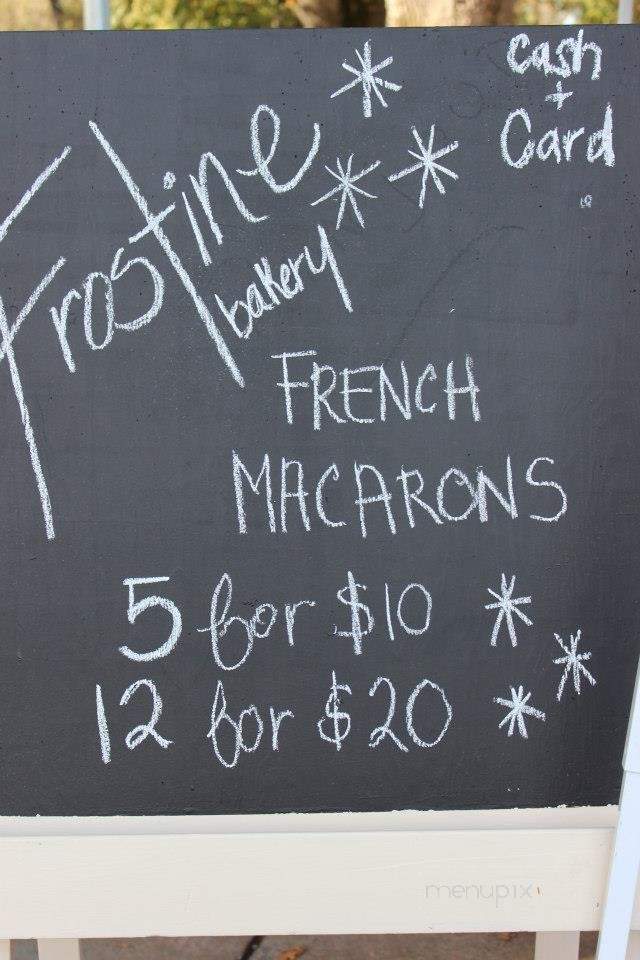 Frostine
bakery
Cash
+
Card
FRENCH
MACARONS
5 for $10
12 for $20
menupix